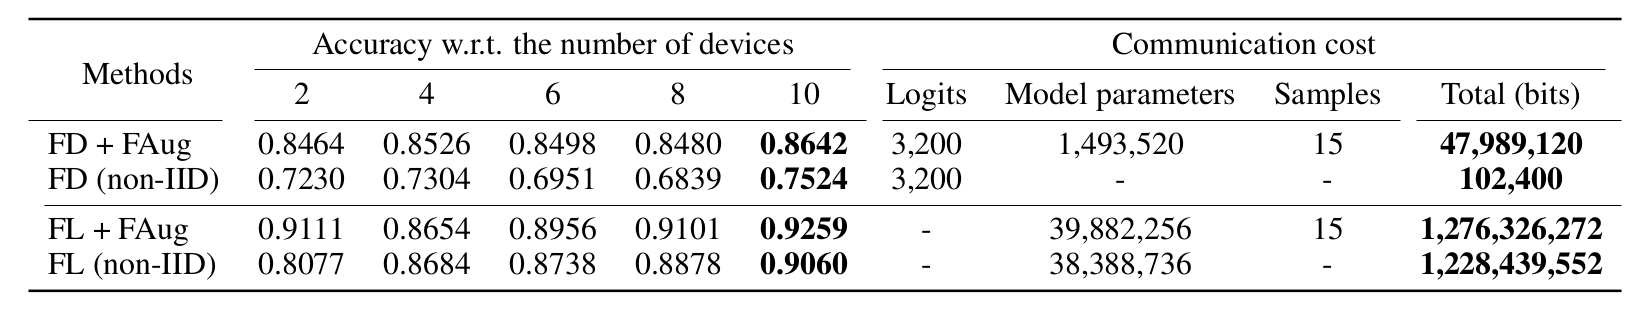 Methods Accuracy w.r.t. the number of devices Communication cost
2 4 6 8 10 Logits Model parameters Samples Total (bits)
FD + FAug 0.8464 0.8526 0.8498 0.8480 0.8642 3,200 1,493,520 15 47,989,120
FD (non-IID) 0.7230 0.7304 0.6951 0.6839 0.7524 3,200 - - 102,400
FL + FAug 0.9111 0.8654 0.8956 0.9101 0.9259 - 39,882,256 15 1,276,326,272
FL (non-IID) 0.8077 0.8684 0.8738 0.8878 0.9060 - 38,388,736 - 1,228,439,552